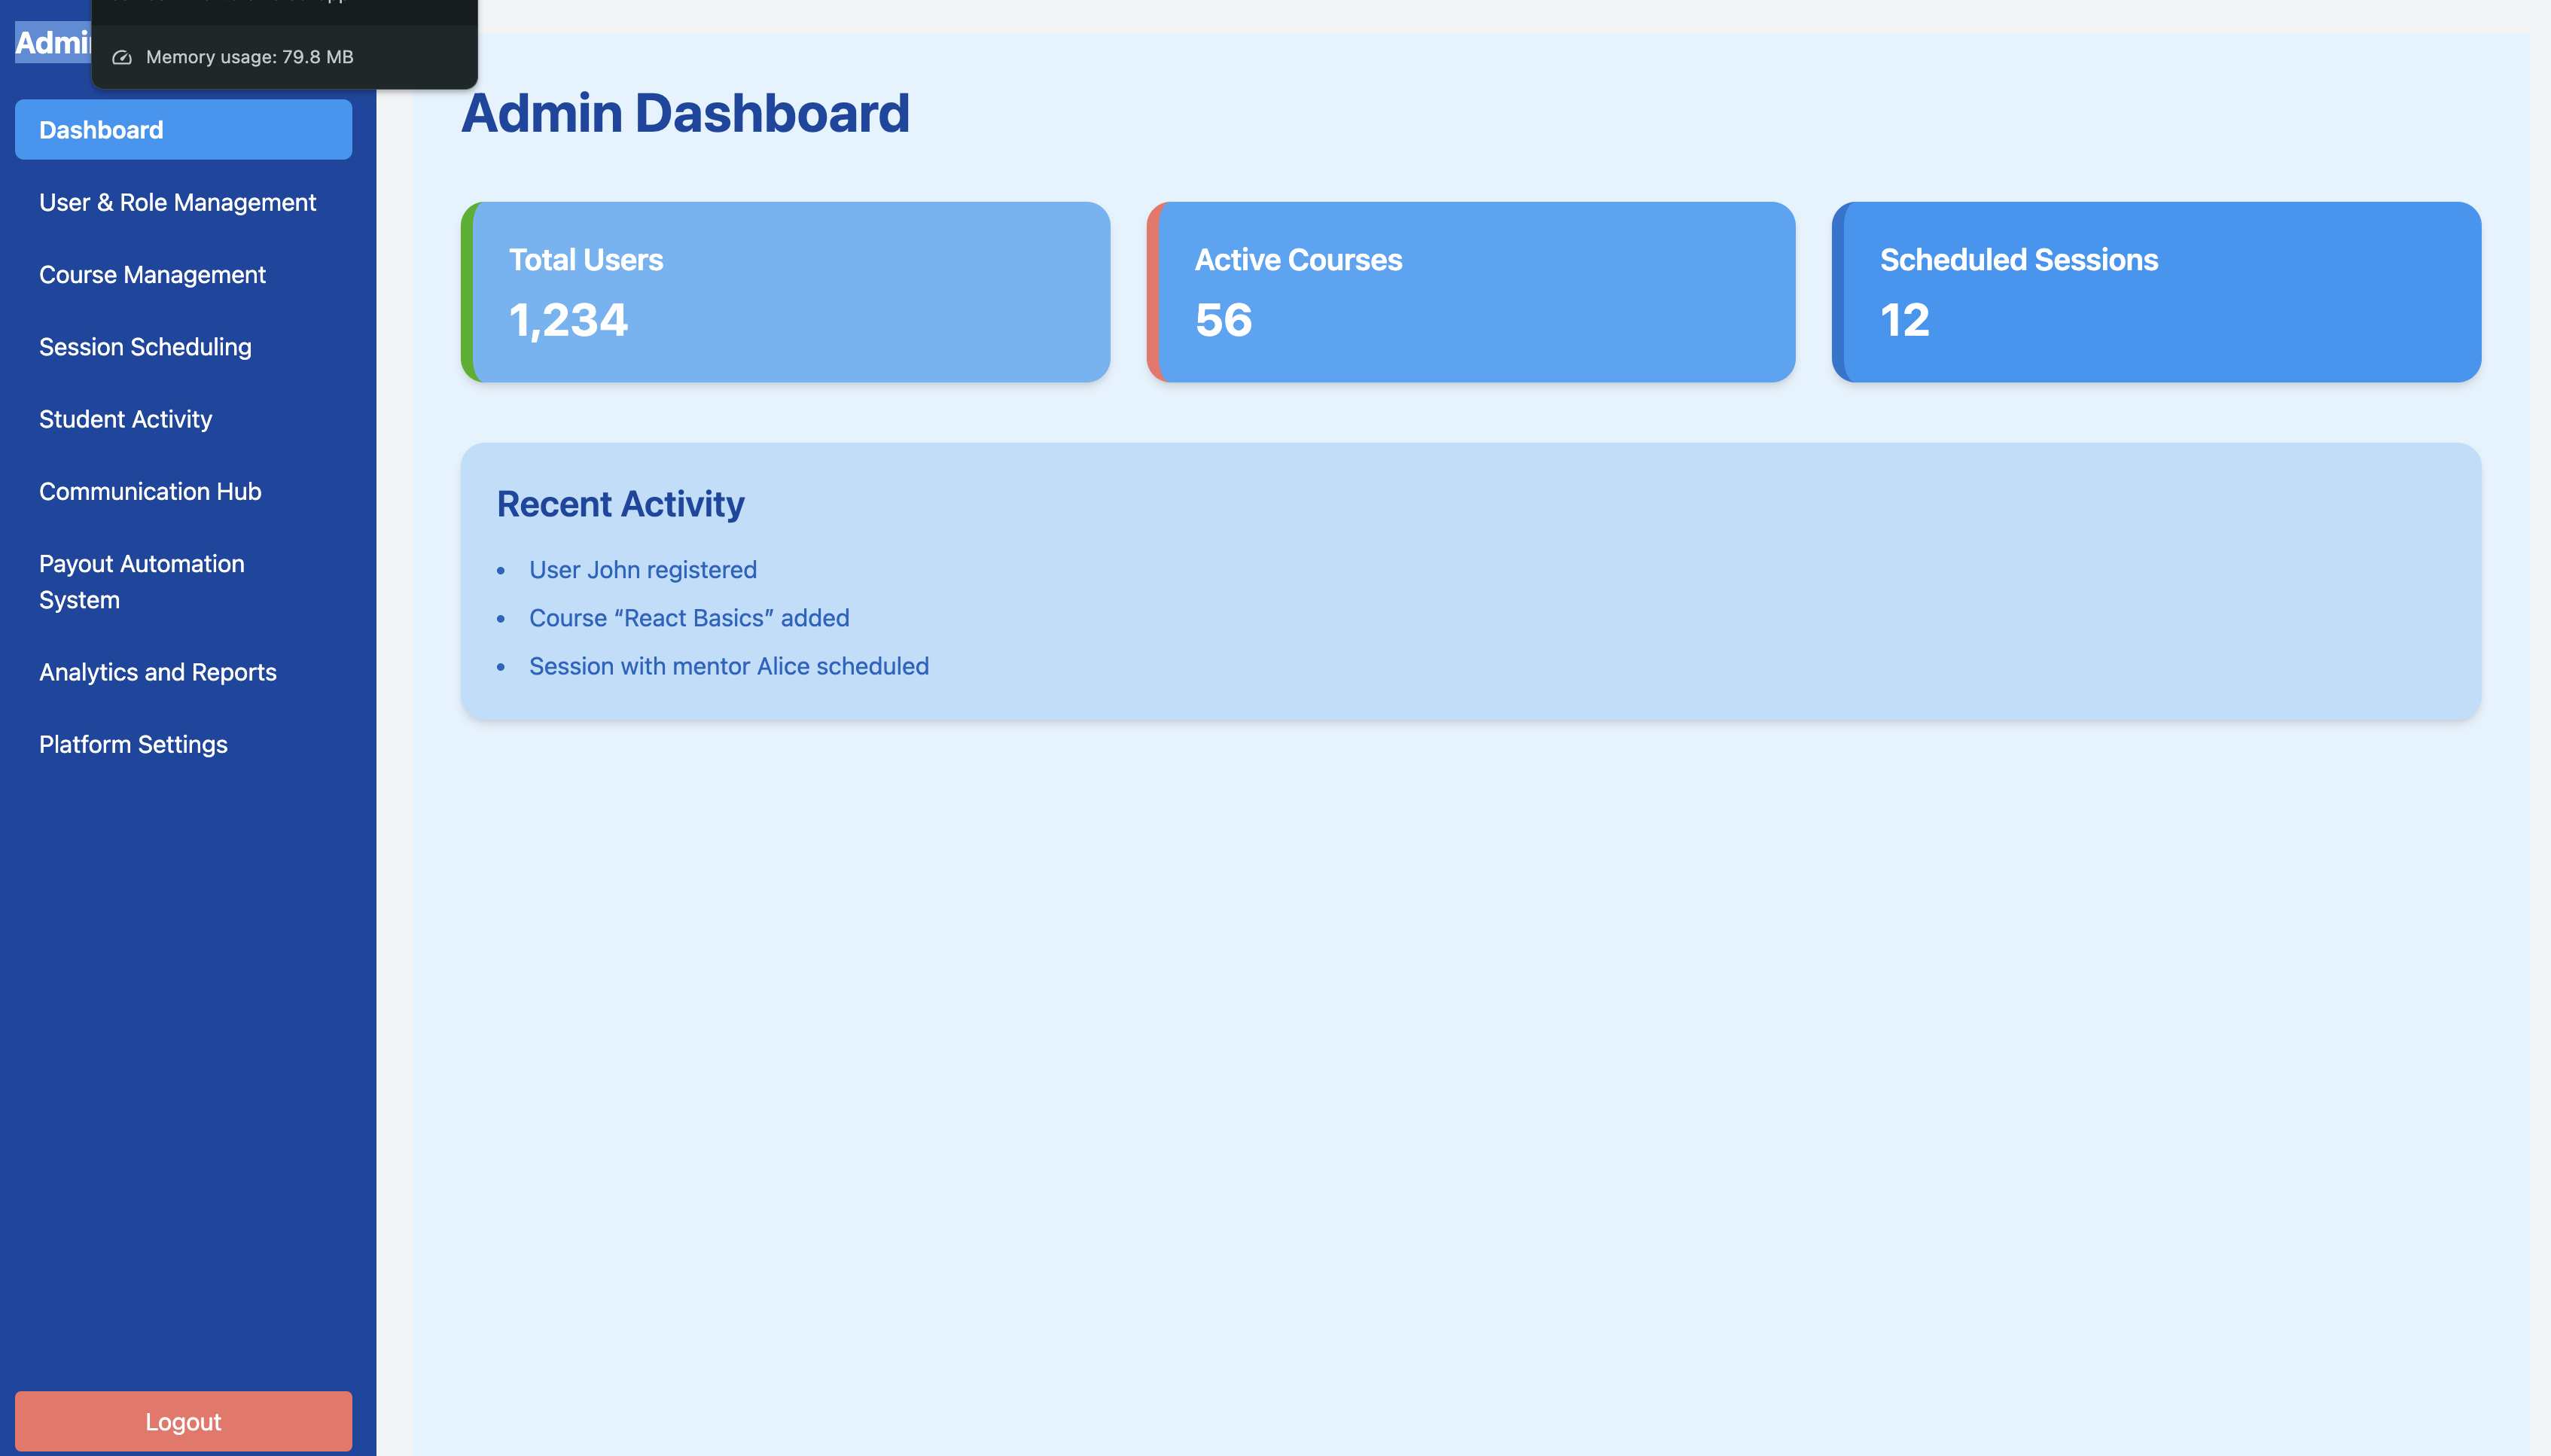 Memory usage: 79.8 MB
Dashboard
User & Role Management
Course Management
Session Scheduling
Student Activity
Communication Hub
Payout Automation
System
Analytics and Reports
Platform Settings
Logout
Admin Dashboard
Total Users
1,234
Active Courses
56
Scheduled Sessions
12
Recent Activity
• User John registered
• Course “React Basics” added
• Session with mentor Alice scheduled